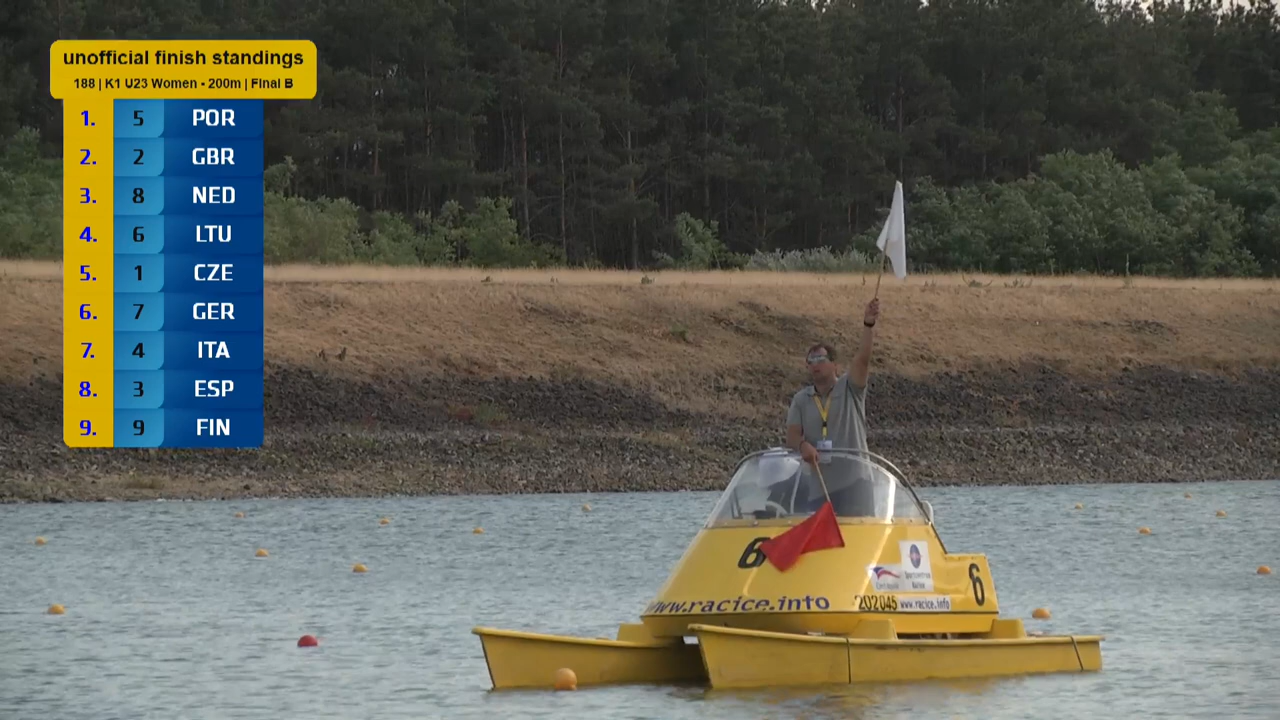 unofficial finish standings
188 | K1 U23 Women - 200m | Final B
1. 5 POR
2. 2 GBR
3. 8 NED
4. 6 LTU
5. 1 CZE
6. 7 GER
7. 4 ITA
8. 3 ESP
9. 9 FIN
6
6
www.racice.info
202045 www.racice.info